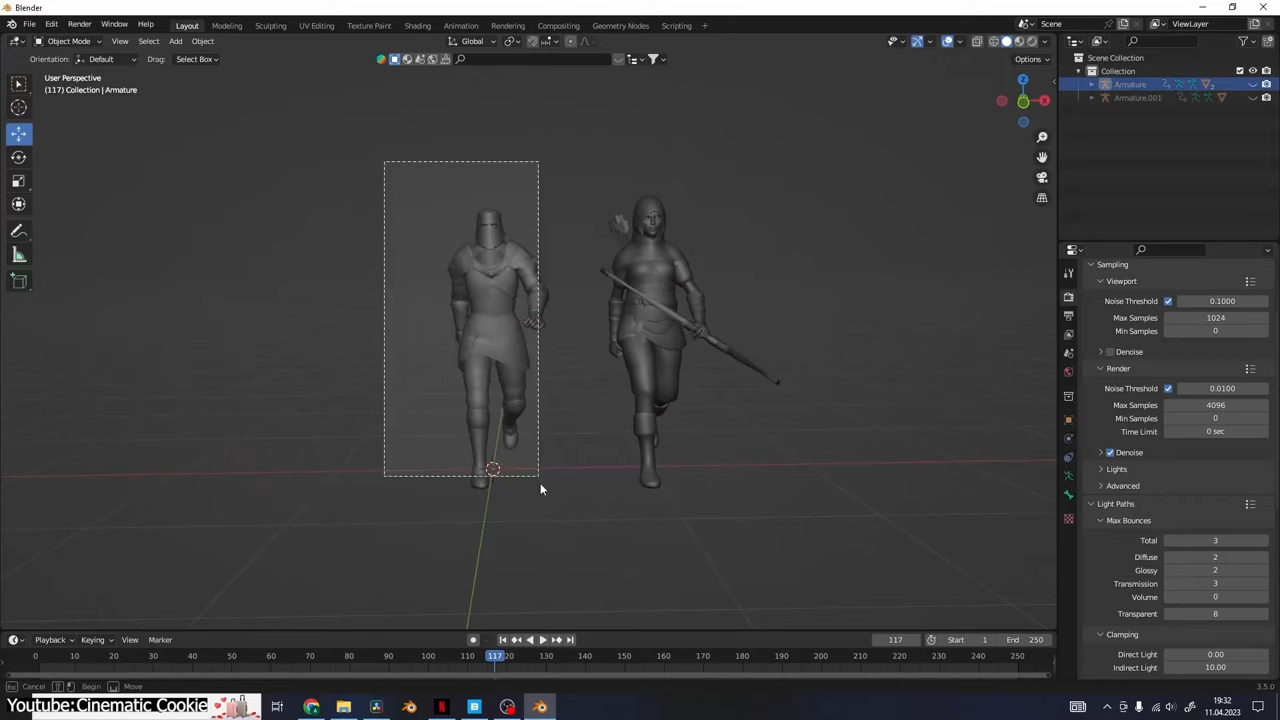 Blender
File Edit Render Window Help Layout Modeling Sculpting UV Editing Texture Paint Shading Animation Rendering Compositing Geometry Nodes Scripting + Scene ViewLayer
Object Mode View Select Add Object Global
Orientation: Default Drag: Select Box Options
User Perspective
(117) Collection | Armature
X
Z
Scene Collection
Collection
Armature 2
Armature.001
Sampling
Viewport
Noise Threshold 0.1000
Max Samples 1024
Min Samples 0
Denoise
Render
Noise Threshold 0.0100
Max Samples 4096
Min Samples 0
Time Limit 0 sec
Denoise
Lights
Advanced
Light Paths
Max Bounces
Total 3
Diffuse 2
Glossy 2
Transmission 3
Volume 0
Transparent 8
Clamping
Direct Light 0.00
Indirect Light 10.00
Playback Keying View Marker 117 Start 1 End 250
0 10 20 30 40 50 60 70 80 90 100 110 117 120 130 140 150 160 170 180 190 200 210 220 230 240 250
Cancel Begin Move 3.5.0
Youtube:Cinematic Cookie
19:32
11.04.2023